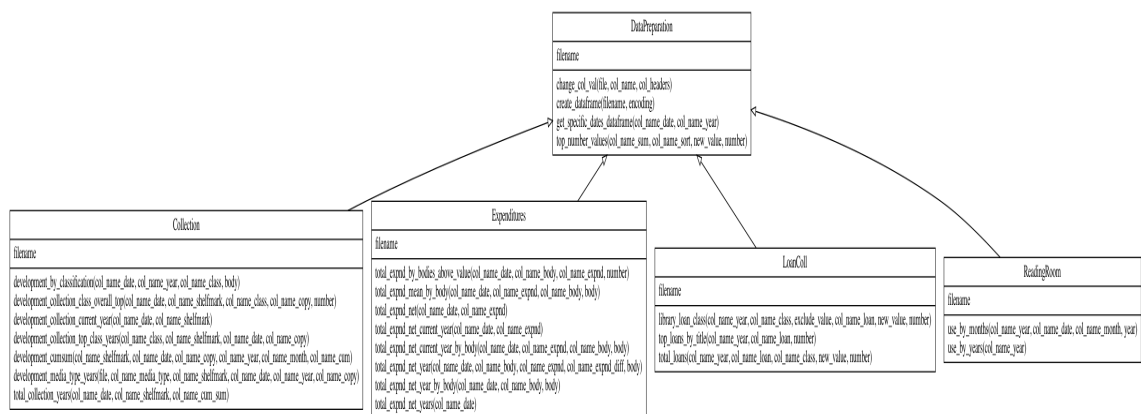 DataPreparation
filename
change_col_val(file, col_name, col_headers)
create_dataframe(filename, encoding)
get_specific_dates_dataframe(col_name_date, col_name_year)
top_number_values(col_name_sum, col_name_sort, new_value, number)
Collection
filename
development_by_classification(col_name_date, col_name_year, col_name_class, body)
development_collection_class_overall_top(col_name_date, col_name_shelfmark, col_name_class, col_name_copy, number)
development_collection_current_year(col_name_date, col_name_shelfmark)
development_collection_top_class_years(col_name_class, col_name_shelfmark, col_name_date, col_name_copy)
development_cumsum(col_name_shelfmark, col_name_date, col_name_copy, col_name_year, col_name_month, col_name_cum)
development_media_type_years(file, col_name_media_type, col_name_shelfmark, col_name_date, col_name_year, col_name_copy)
total_collection_years(col_name_date, col_name_shelfmark, col_name_cum_sum)
Expenditures
filename
total_expnd_by_bodies_above_value(col_name_date, col_name_body, col_name_expnd, number)
total_expnd_mean_by_body(col_name_date, col_name_expnd, col_name_body, body)
total_expnd_net(col_name_date, col_name_expnd)
total_expnd_net_current_year(col_name_date, col_name_expnd)
total_expnd_net_current_year_by_body(col_name_date, col_name_expnd, col_name_body, body)
total_expnd_net_year(col_name_date, col_name_body, col_name_expnd, col_name_expnd_diff, body)
total_expnd_net_year_by_body(col_name_date, col_name_body, body)
total_expnd_net_years(col_name_date)
LoanColl
filename
library_loan_class(col_name_year, col_name_class, exclude_value, col_name_loan, new_value, number)
top_loans_by_title(col_name_year, col_name_loan, number)
total_loans(col_name_year, col_name_loan, col_name_class, new_value, number)
ReadingRoom
filename
use_by_months(col_name_year, col_name_date, col_name_month, year)
use_by_years(col_name_year)